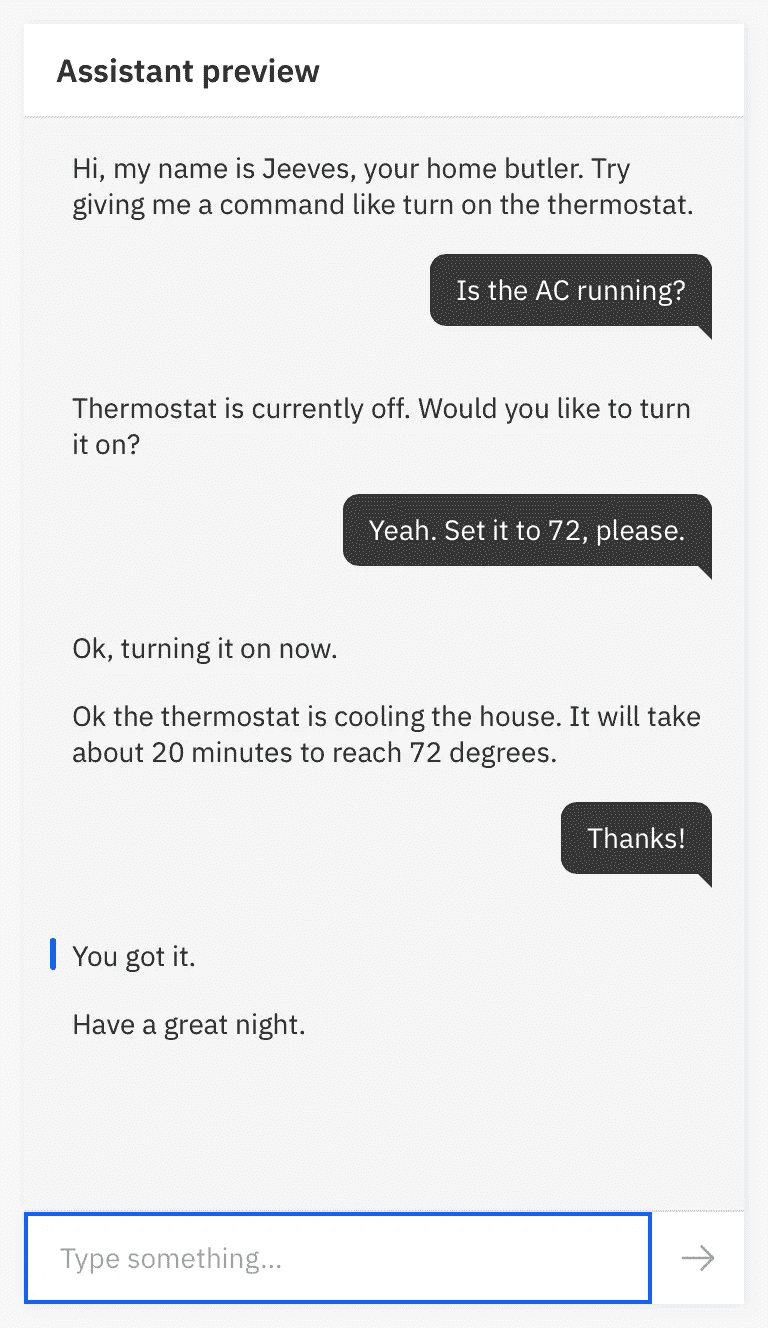 Assistant preview
Hi, my name is Jeeves, your home butler. Try
giving me a command like turn on the thermostat.
Is the AC running?
Thermostat is currently off. Would you like to turn
it on?
Yeah. Set it to 72, please.
Ok, turning it on now.
Ok the thermostat is cooling the house. It will take
about 20 minutes to reach 72 degrees.
Thanks!
You got it.
Have a great night.
Type something...